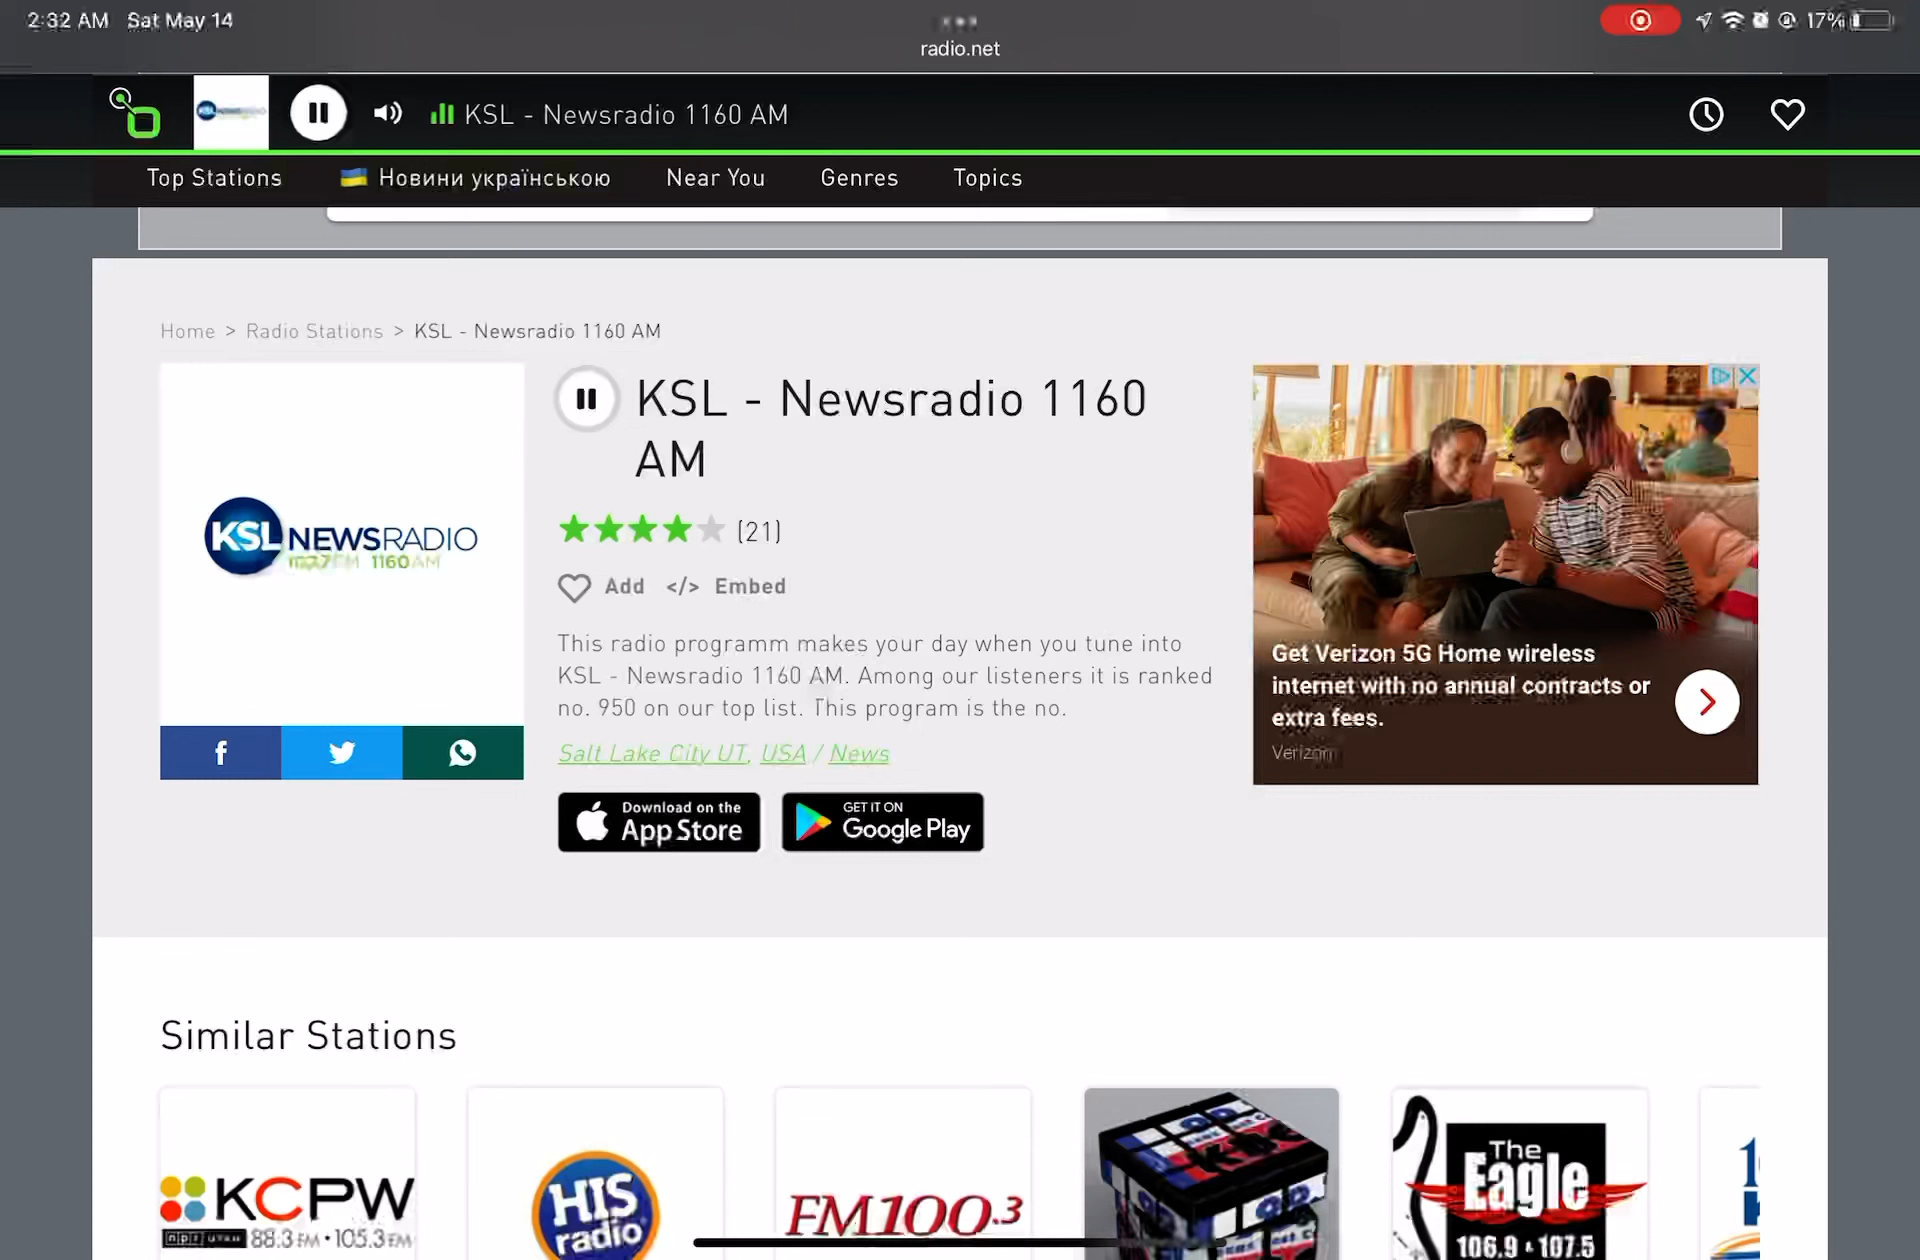 2:32 AM Sat May 14
17%
radio.net
KSL - Newsradio 1160 AM
Top Stations
Новини українською
Near You
Genres
Topics
Home > Radio Stations > KSL - Newsradio 1160 AM
KSL NEWSRADIO
102.7 FM 1160 AM
KSL - Newsradio 1160
AM
(21)
Add </> Embed
This radio programm makes your day when you tune into
KSL - Newsradio 1160 AM. Among our listeners it is ranked
no. 950 on our top list. This program is the no.
Salt Lake City UT, USA / News
Download on the
App Store
GET IT ON
Google Play
Get Verizon 5G Home wireless
internet with no annual contracts or
extra fees.
Verizon
Similar Stations
KCPW
npr UTAH 88.3 FM • 105.3 FM
HIS
radio
FM100.3
The
Eagle
106.9 & 107.5